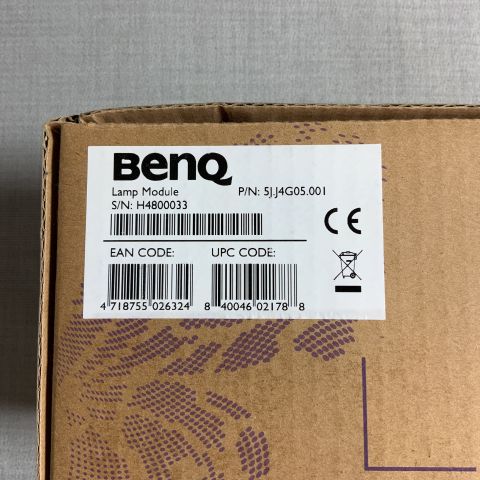 BenQ
Lamp Module P/N: 5J.J4G05.001
S/N: H4800033
CE
EAN CODE: UPC CODE:
4 718755 026324 8 40046 02178 8